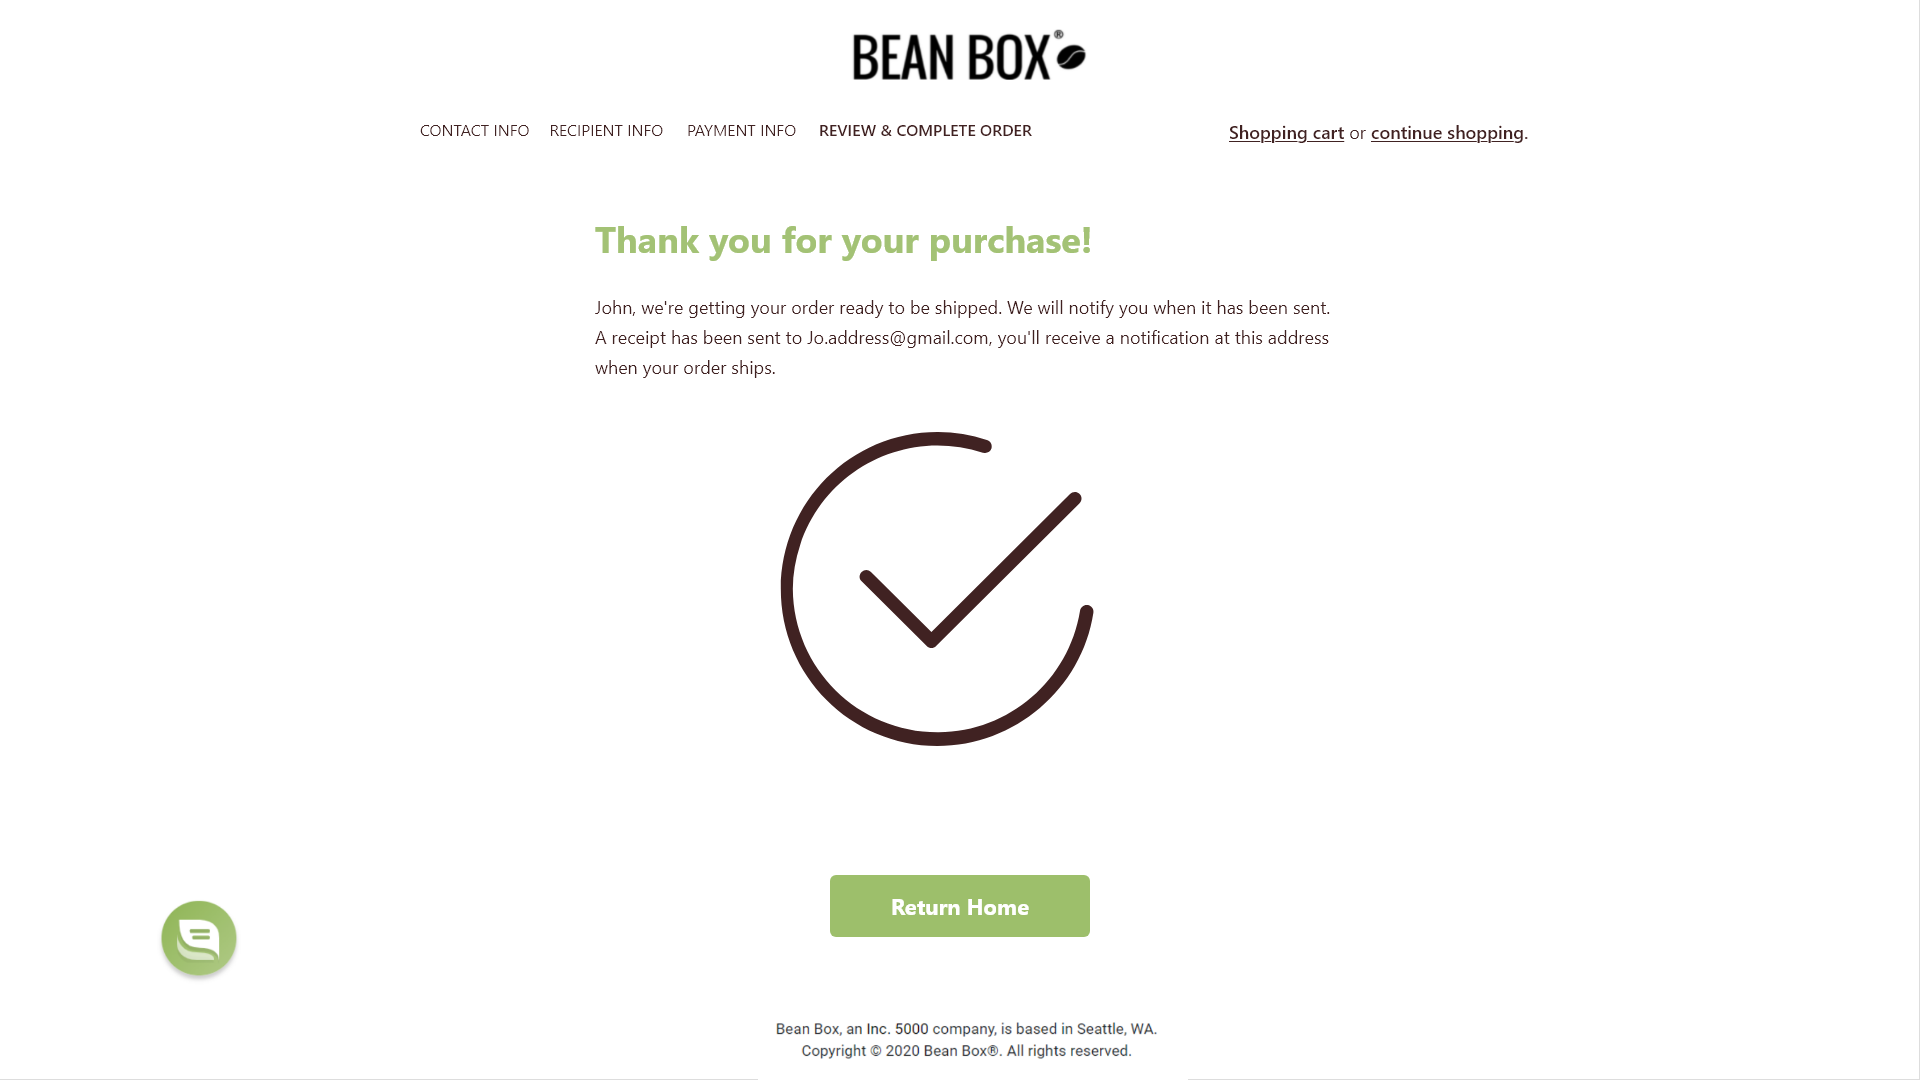 BEAN BOX®
CONTACT INFO RECIPIENT INFO PAYMENT INFO REVIEW & COMPLETE ORDER
Shopping cart or continue shopping.
Thank you for your purchase!
John, we're getting your order ready to be shipped. We will notify you when it has been sent.
A receipt has been sent to Jo.address@gmail.com, you'll receive a notification at this address
when your order ships.
Return Home
Bean Box, an Inc. 5000 company, is based in Seattle, WA.
Copyright © 2020 Bean Box®. All rights reserved.